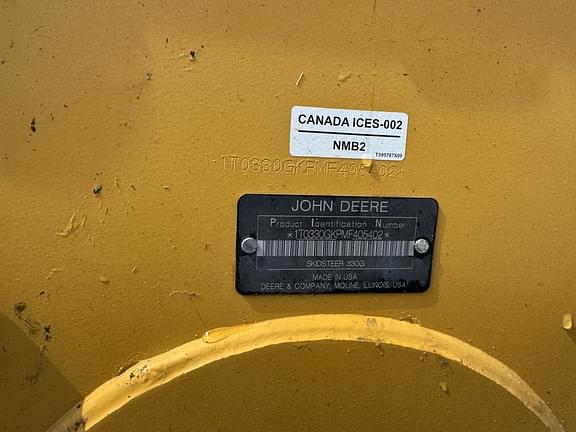 CANADA ICES-002
NMB2
T395787X00
*1T0330GKPMF405402*
JOHN DEERE
Product Identification Number
*1T0330GKPMF405402*
SKIDSTEER 330G
MADE IN USA
DEERE & COMPANY, MOLINE, ILLINOIS, USA